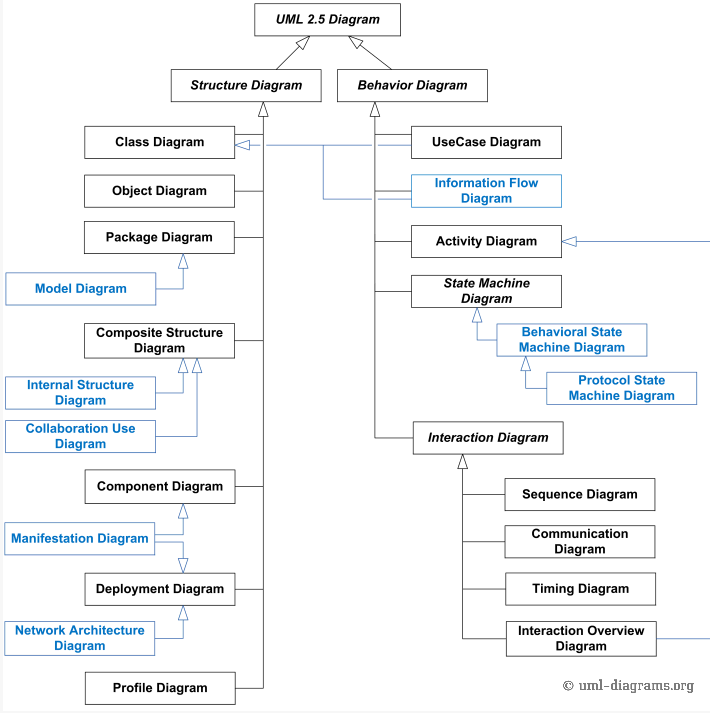 UML 2.5 Diagram
Structure Diagram
Behavior Diagram
Class Diagram
UseCase Diagram
Object Diagram
Information Flow
Diagram
Package Diagram
Activity Diagram
Model Diagram
State Machine
Diagram
Composite Structure
Diagram
Behavioral State
Machine Diagram
Internal Structure
Diagram
Protocol State
Machine Diagram
Collaboration Use
Diagram
Interaction Diagram
Component Diagram
Sequence Diagram
Manifestation Diagram
Communication
Diagram
Deployment Diagram
Timing Diagram
Network Architecture
Diagram
Interaction Overview
Diagram
Profile Diagram
© uml-diagrams.org